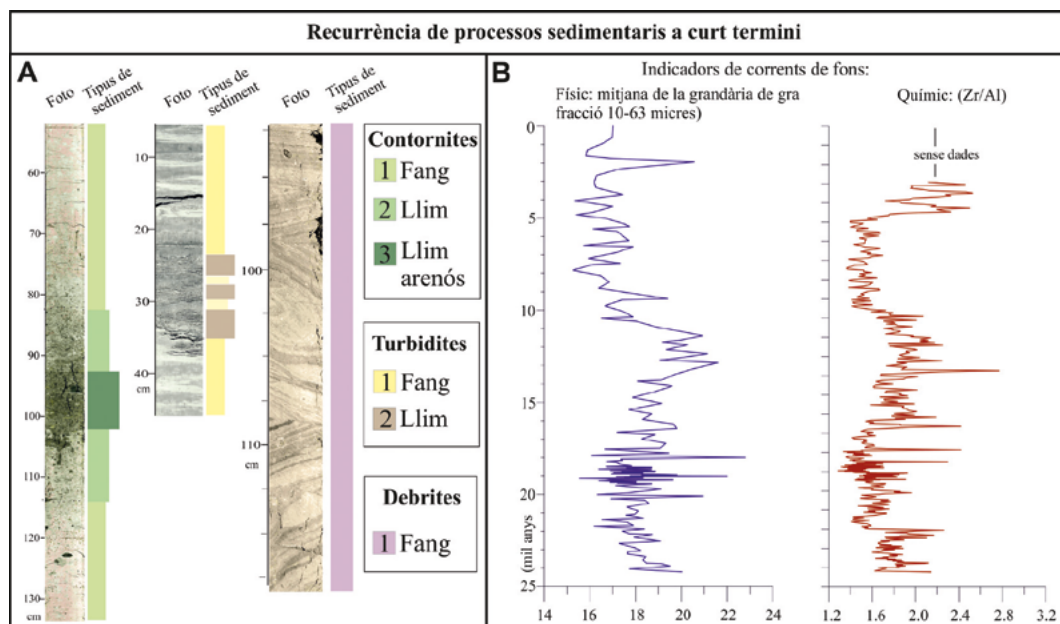 Recurrència de processos sedimentaris a curt termini
A
Foto
Tipus de
sediment
60
70
80
90
100
110
120
130
cm
Foto
Tipus de
sediment
10
20
30
40
cm
Foto
Tipus de
sediment
100
110
cm
Contornites
1 Fang
2 Llim
3 Llim
arenós
Turbidites
1 Fang
2 Llim
Debrites
1 Fang
B
Indicadors de corrents de fons:
Físic: mitjana de la grandària de gra
fracció 10-63 micres)
0
5
10
15
20
25
(mil anys
14 16 18 20 22 24
Químic: (Zr/Al)
sense dades
1.2 1.6 2.0 2.4 2.8 3.2